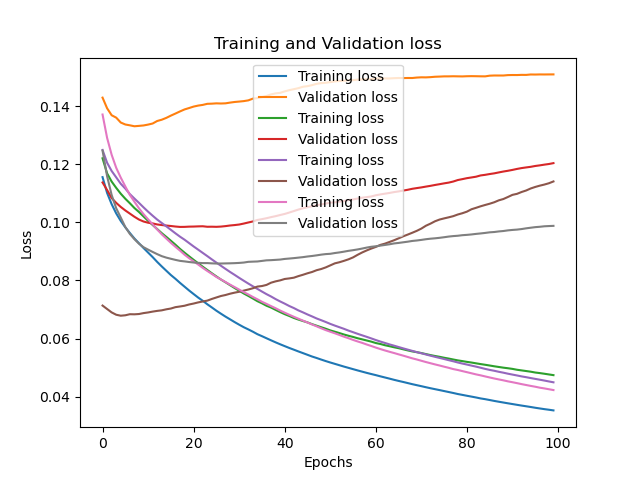 Training and Validation loss
Training loss
Validation loss
Training loss
Validation loss
Training loss
Validation loss
Training loss
Validation loss
Loss
0.14
0.12
0.10
0.08
0.06
0.04
0 20 40 60 80 100
Epochs